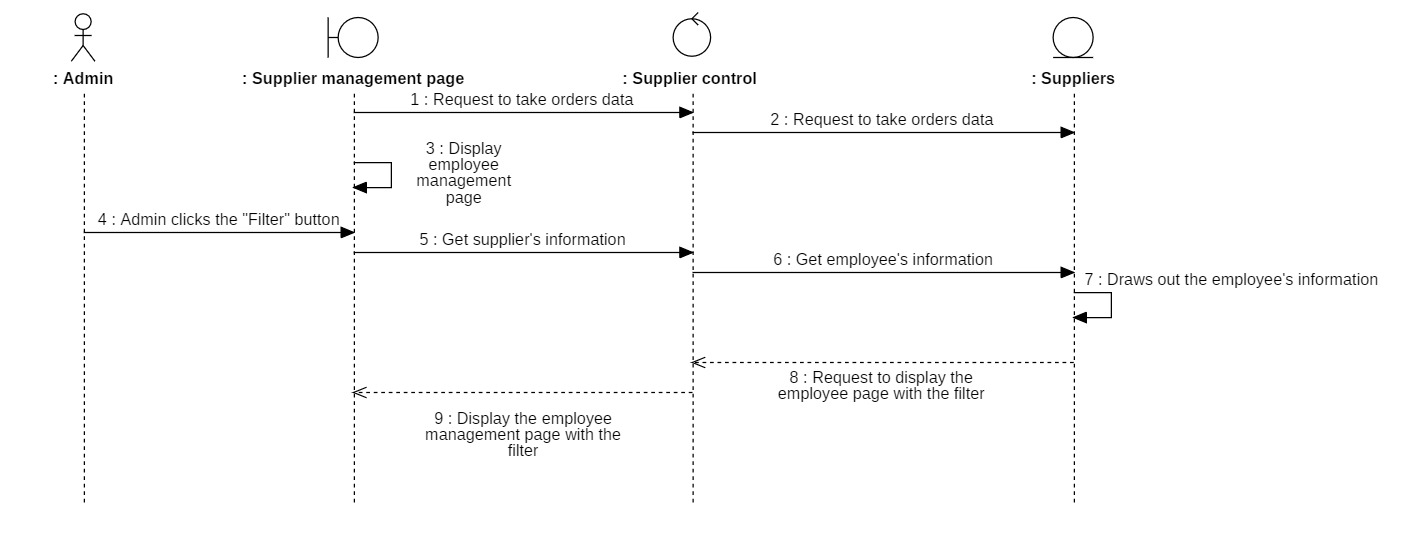 : Admin
: Supplier management page
: Supplier control
: Suppliers
1 : Request to take orders data
2 : Request to take orders data
3 : Display
employee
management
page
4 : Admin clicks the "Filter" button
5 : Get supplier's information
6 : Get employee's information
7 : Draws out the employee's information
8 : Request to display the
employee page with the filter
9 : Display the employee
management page with the
filter